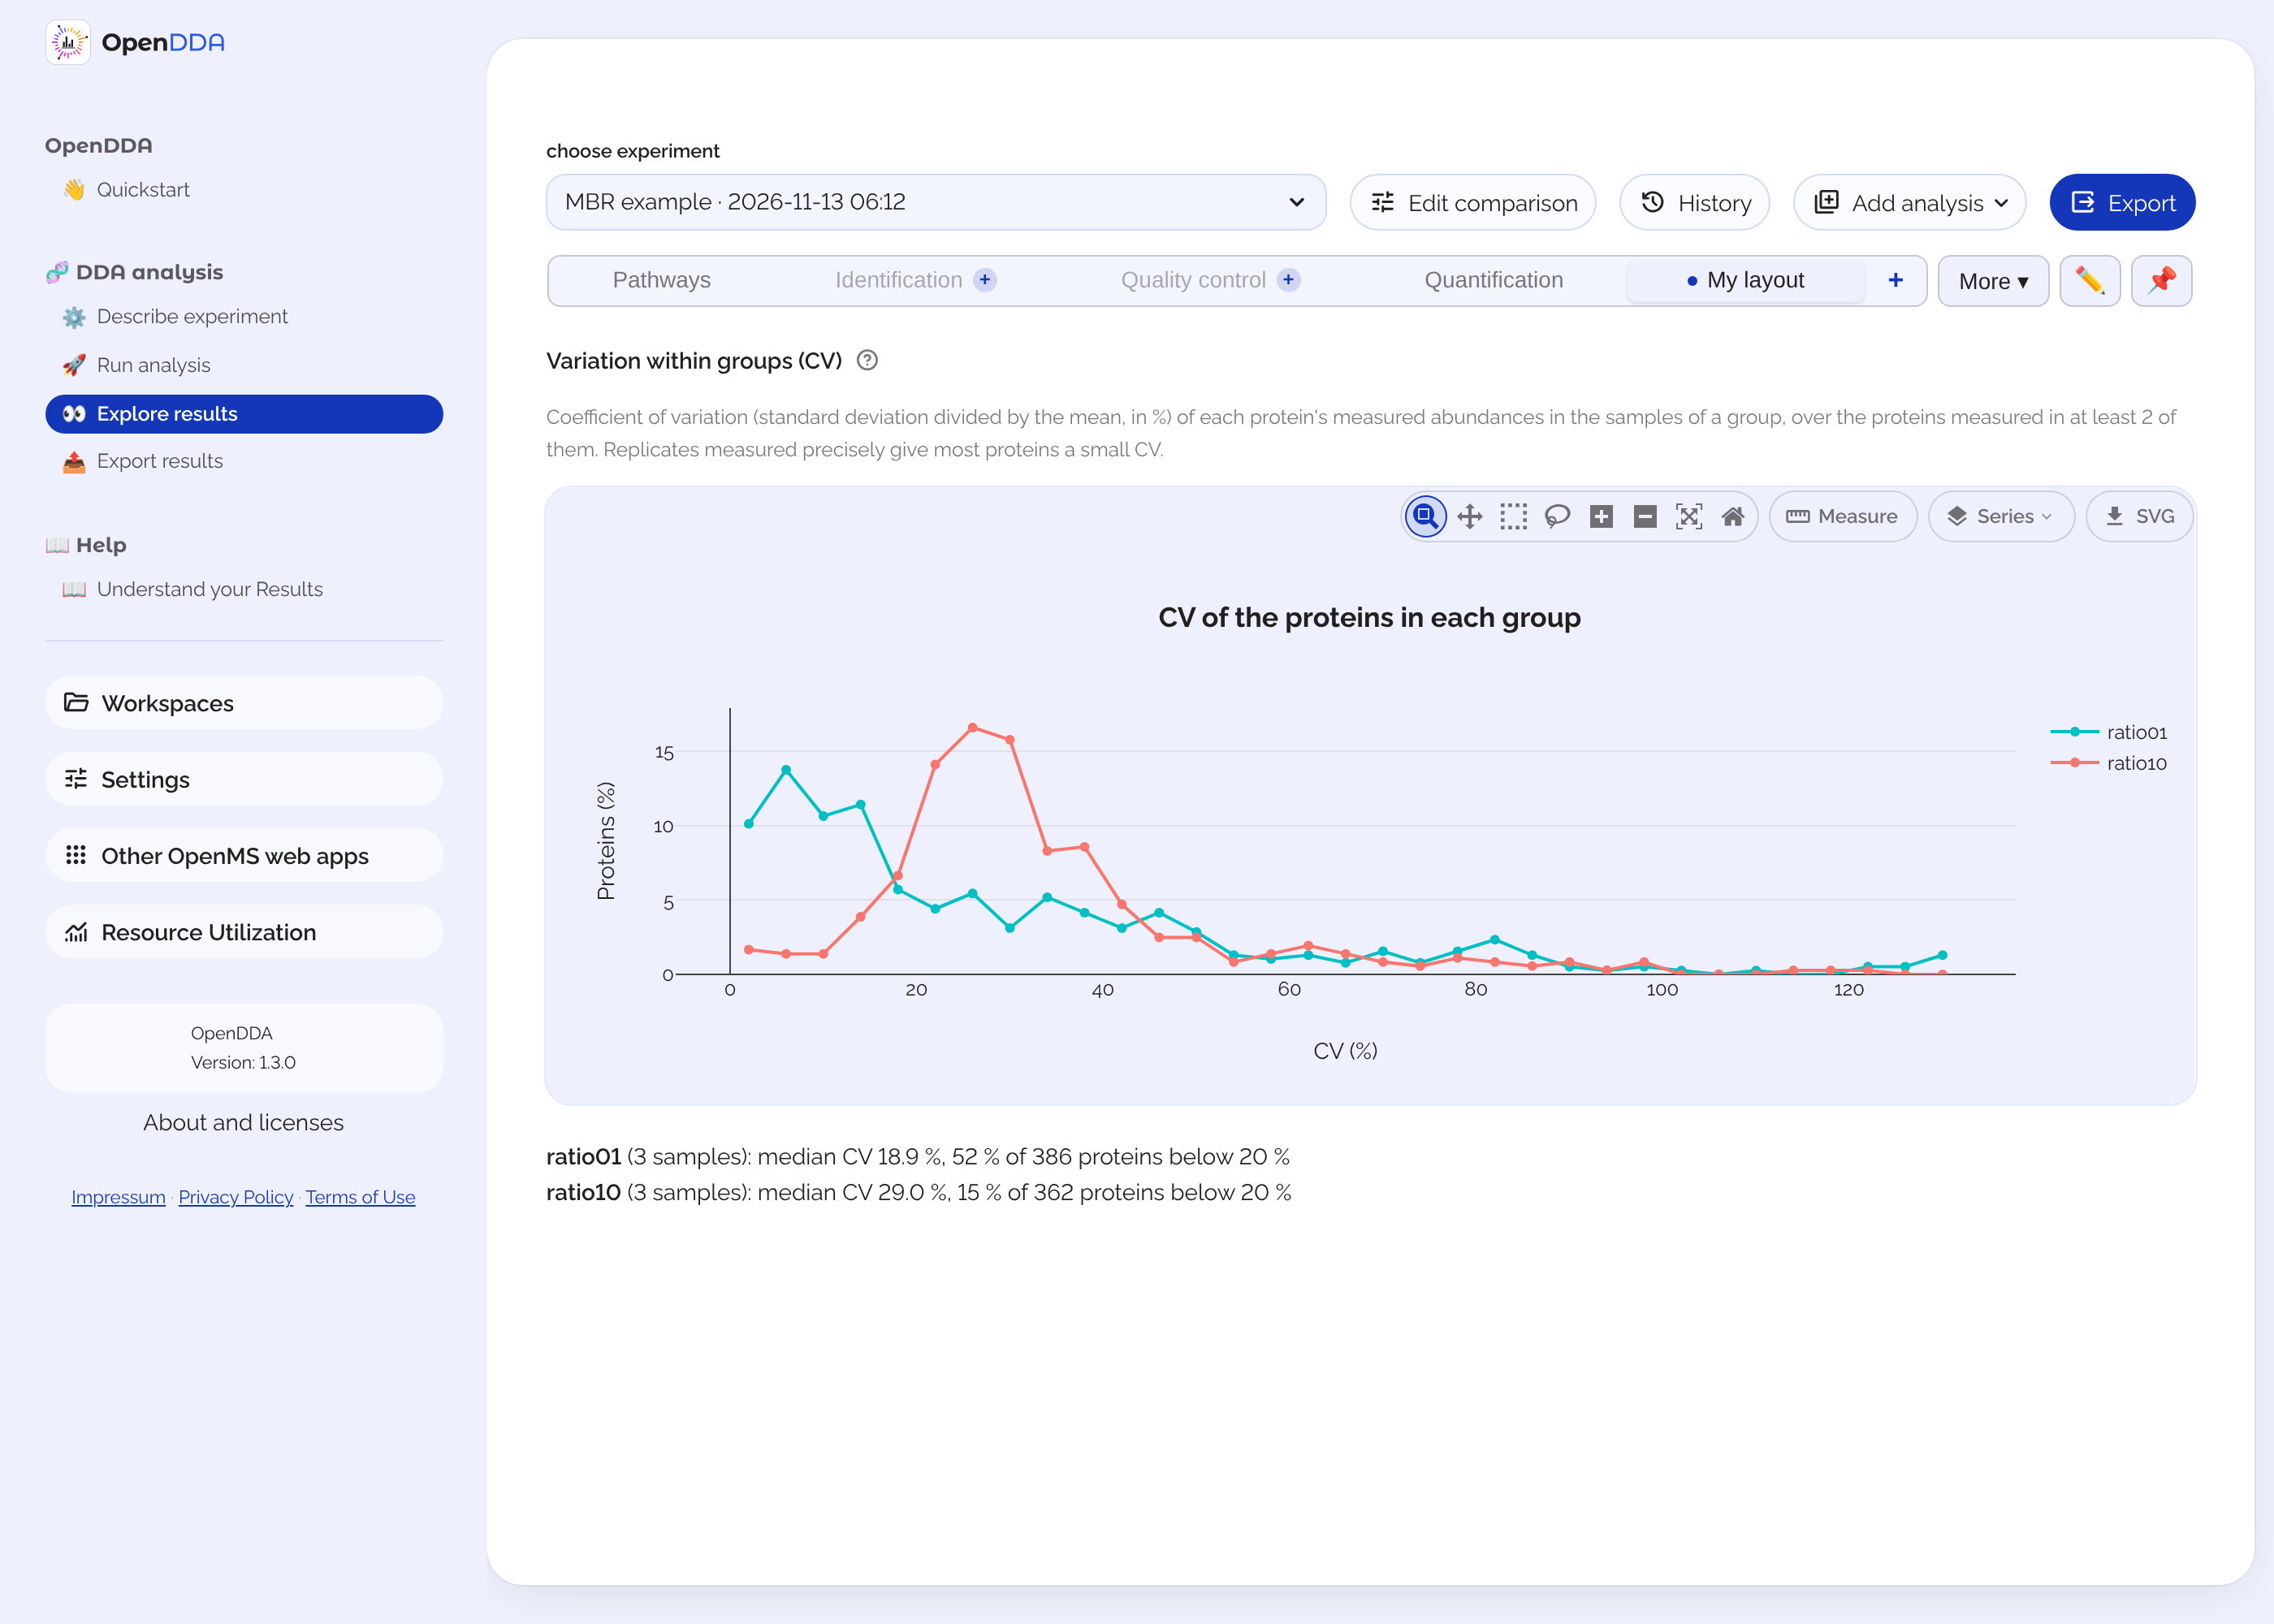 OpenDDA
OpenDDA
Quickstart
DDA analysis
Describe experiment
Run analysis
Explore results
Export results
Help
Understand your Results
Workspaces
Settings
Other OpenMS web apps
Resource Utilization
OpenDDA
Version: 1.3.0
About and licenses
Impressum · Privacy Policy · Terms of Use
choose experiment
MBR example · 2026-11-13 06:12
Edit comparison
History
Add analysis
Export
Pathways
Identification +
Quality control +
Quantification
• My layout
+
More ▾
Variation within groups (CV)
Coefficient of variation (standard deviation divided by the mean, in %) of each protein's measured abundances in the samples of a group, over the proteins measured in at least 2 of
them. Replicates measured precisely give most proteins a small CV.
Measure
Series
SVG
CV of the proteins in each group
ratio01
ratio10
Proteins (%)
15
10
5
0
0 20 40 60 80 100 120
CV (%)
ratio01 (3 samples): median CV 18.9 %, 52 % of 386 proteins below 20 %
ratio10 (3 samples): median CV 29.0 %, 15 % of 362 proteins below 20 %